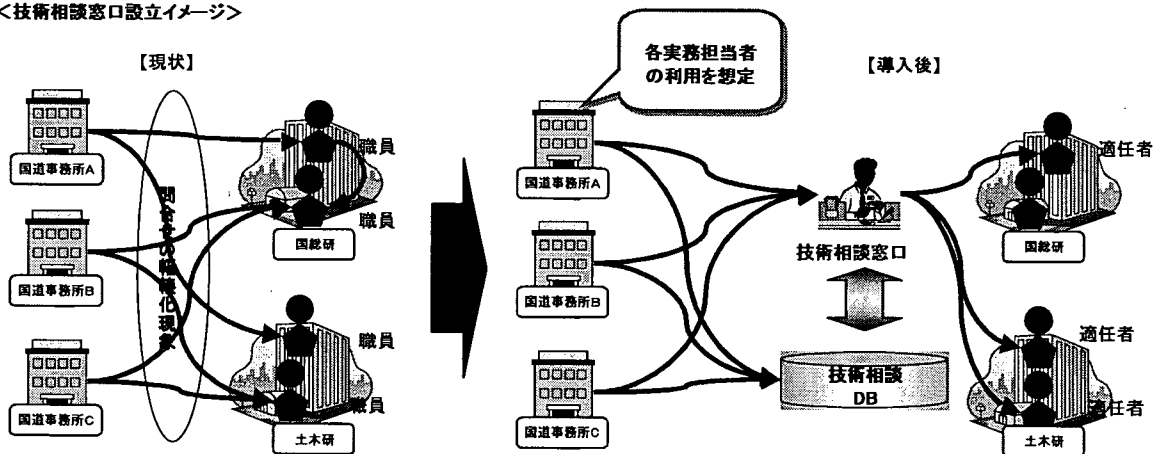 ＜技術相談窓口設立イメージ＞
【現状】
国道事務所A
国道事務所B
国道事務所C
問合せの輻輳化現象
職員
職員
国総研
職員
職員
土木研
各実務担当者
の利用を想定
【導入後】
国道事務所A
国道事務所B
国道事務所C
技術相談窓口
技術相談
DB
適任者
国総研
適任者
適任者
土木研